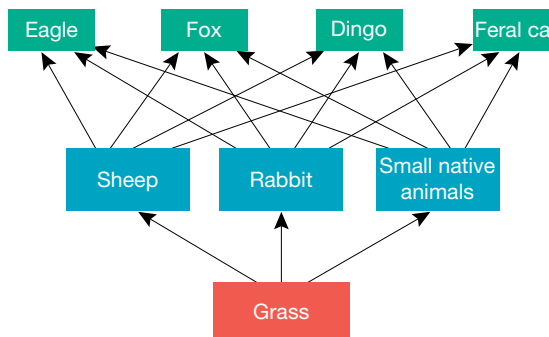 Eagle
Fox
Dingo
Feral ca
Sheep
Rabbit
Small native
animals
Grass